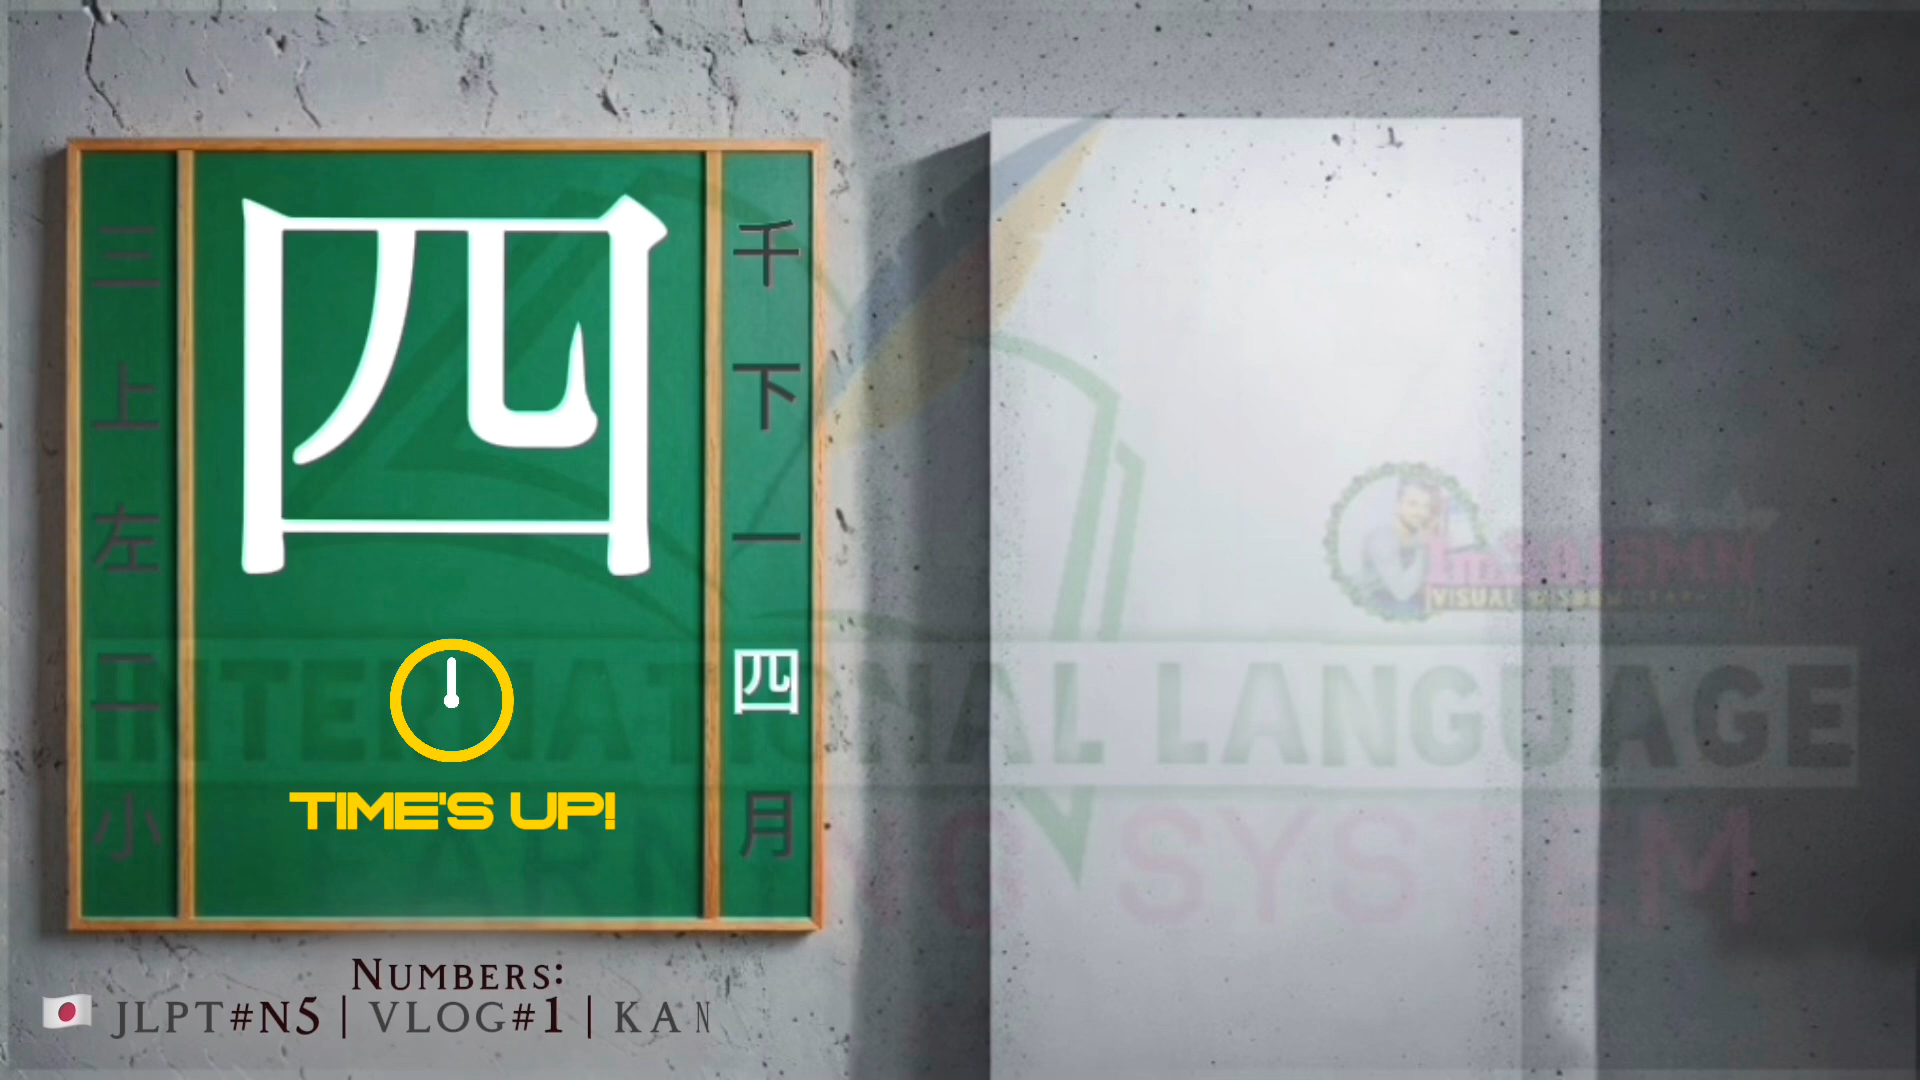 三
上
左
二
小
四
TIME'S UP!
千
下
一
四
月
NUMBERS:
JLPT#N5 | VLOG#1 | KAN
INTERNATIONAL LANGUAGE
LEARNING SYSTEM